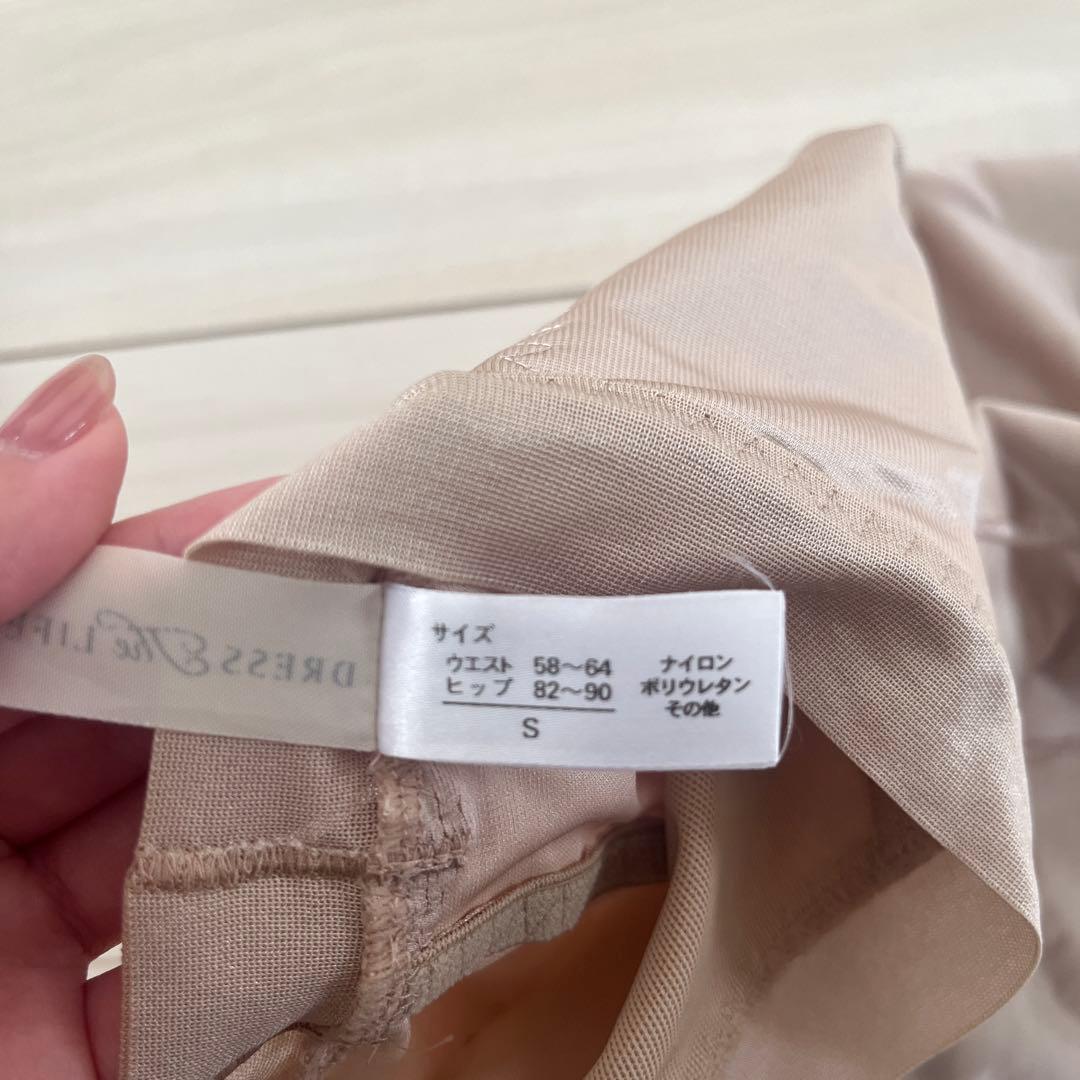 DRESS the LIFE
サイズ
ウエスト 58～64
ヒップ 82～90
S
ナイロン
ポリウレタン
その他